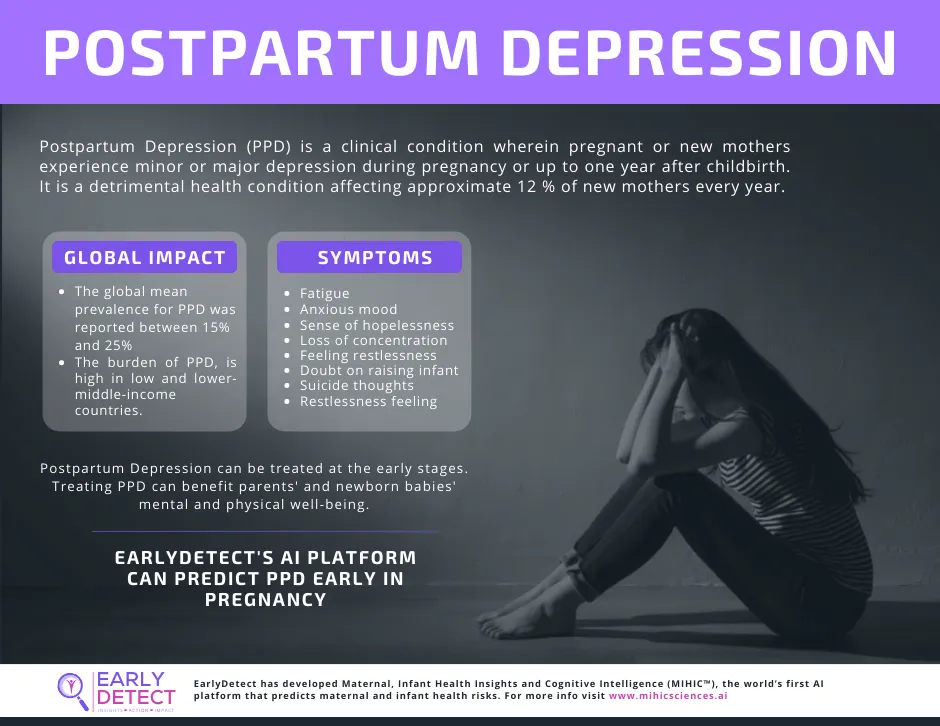 POSTPARTUM DEPRESSION
Postpartum Depression (PPD) is a clinical condition wherein pregnant or new mothers
experience minor or major depression during pregnancy or up to one year after childbirth.
It is a detrimental health condition affecting approximate 12 % of new mothers every year.
GLOBAL IMPACT
• The global mean
prevalence for PPD was
reported between 15%
and 25%
• The burden of PPD, is
high in low and lower-
middle-income
countries.
SYMPTOMS
• Fatigue
• Anxious mood
• Sense of hopelessness
• Loss of concentration
• Feeling restlessness
• Doubt on raising infant
• Suicide thoughts
• Restlessness feeling
Postpartum Depression can be treated at the early stages.
Treating PPD can benefit parents' and newborn babies'
mental and physical well-being.
EARLYDETECT'S AI PLATFORM
CAN PREDICT PPD EARLY IN
PREGNANCY
EARLY
DETECT
INSIGHTS • ACTION • IMPACT
EarlyDetect has developed Maternal, Infant Health Insights and Cognitive Intelligence (MIHIC™), the world's first AI
platform that predicts maternal and infant health risks. For more info visit www.mihicsciences.ai